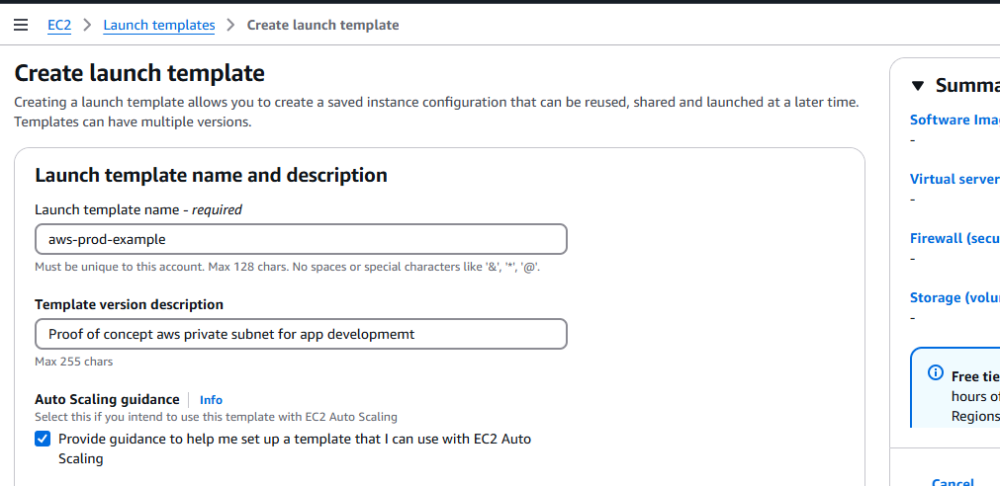 EC2 > Launch templates > Create launch template
Create launch template
Creating a launch template allows you to create a saved instance configuration that can be reused, shared and launched at a later time.
Templates can have multiple versions.
Launch template name and description
Launch template name - required
aws-prod-example
Must be unique to this account. Max 128 chars. No spaces or special characters like '&', '*', '@'.
Template version description
Proof of concept aws private subnet for app developmemt
Max 255 chars
Auto Scaling guidance | Info
Select this if you intend to use this template with EC2 Auto Scaling
Provide guidance to help me set up a template that I can use with EC2 Auto
Scaling
Summa
Software Ima
-
Virtual server
-
Firewall (secu
-
Storage (volu
-
Free tie
hours of
Regions
Cancel